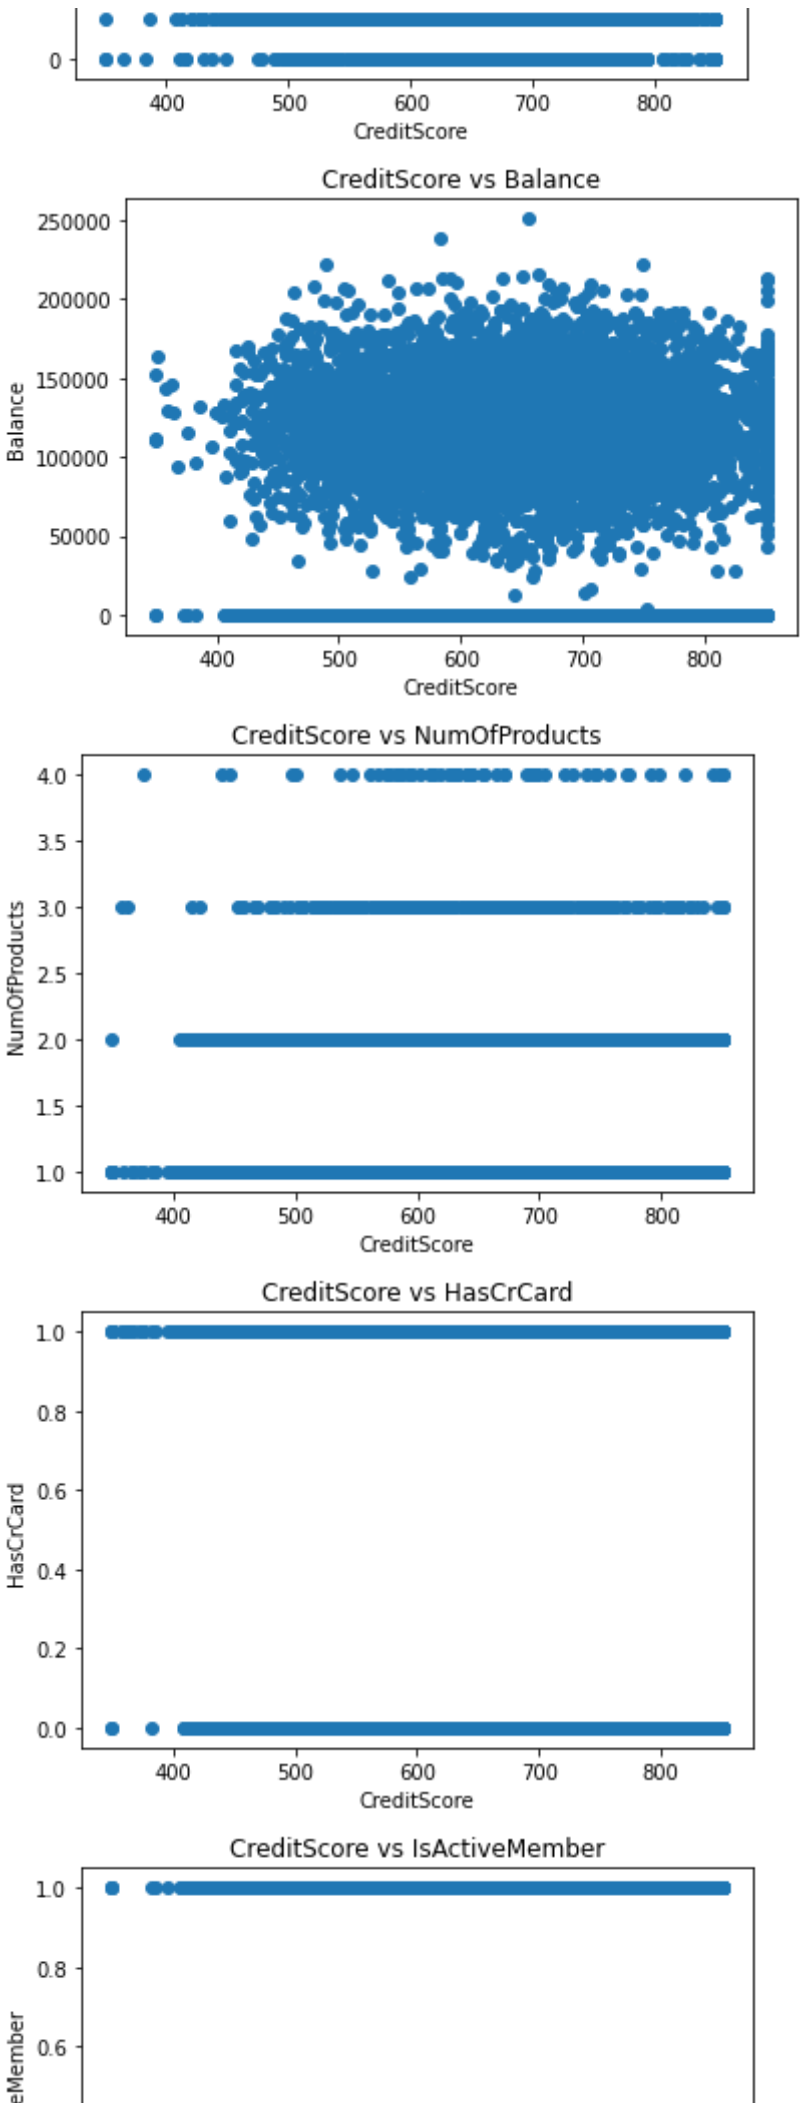 0
400 500 600 700 800
CreditScore
CreditScore vs Balance
250000
200000
150000
100000
50000
0
Balance
400 500 600 700 800
CreditScore
CreditScore vs NumOfProducts
4.0
3.5
3.0
2.5
2.0
1.5
1.0
NumOfProducts
400 500 600 700 800
CreditScore
CreditScore vs HasCrCard
1.0
0.8
0.6
0.4
0.2
0.0
HasCrCard
400 500 600 700 800
CreditScore
CreditScore vs IsActiveMember
1.0
0.8
0.6
eMember